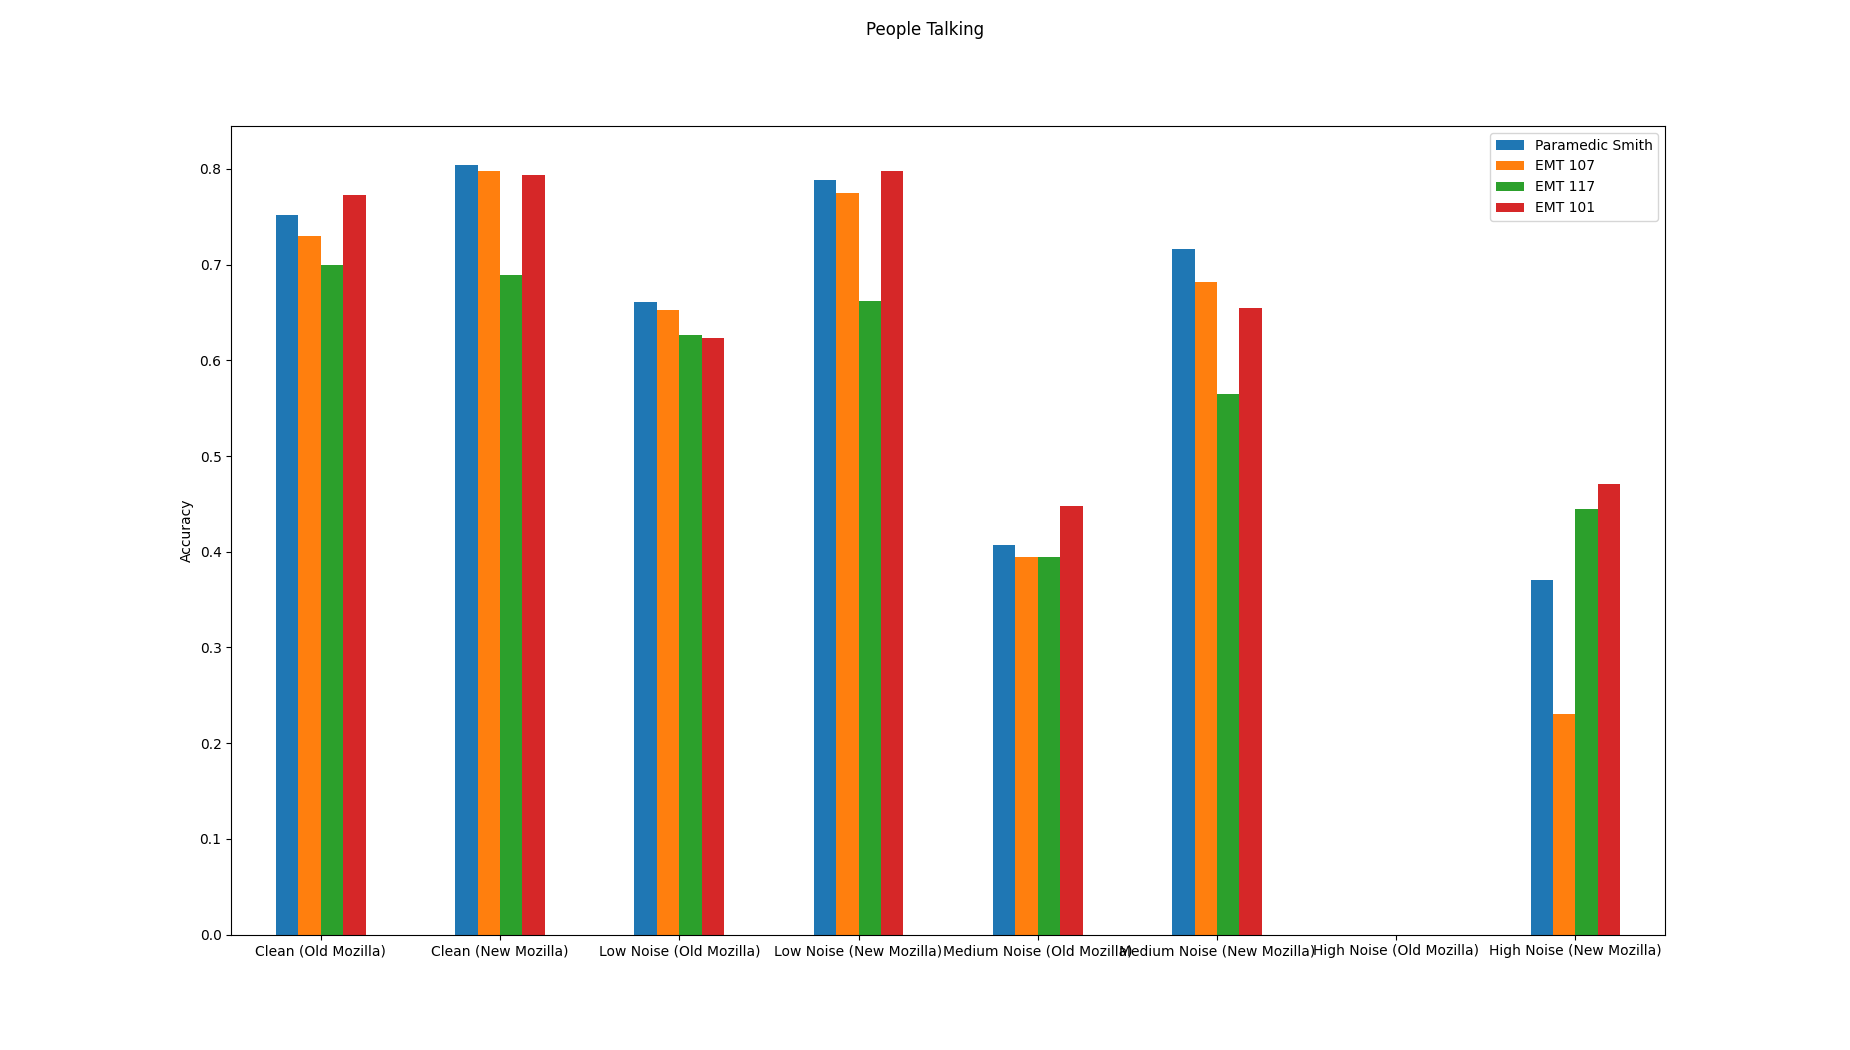 People Talking
Paramedic Smith
EMT 107
EMT 117
EMT 101
Accuracy
0.8
0.7
0.6
0.5
0.4
0.3
0.2
0.1
0.0
Clean (Old Mozilla)
Clean (New Mozilla)
Low Noise (Old Mozilla)
Low Noise (New Mozilla)
Medium Noise (Old Mozilla)
Medium Noise (New Mozilla)
High Noise (Old Mozilla)
High Noise (New Mozilla)